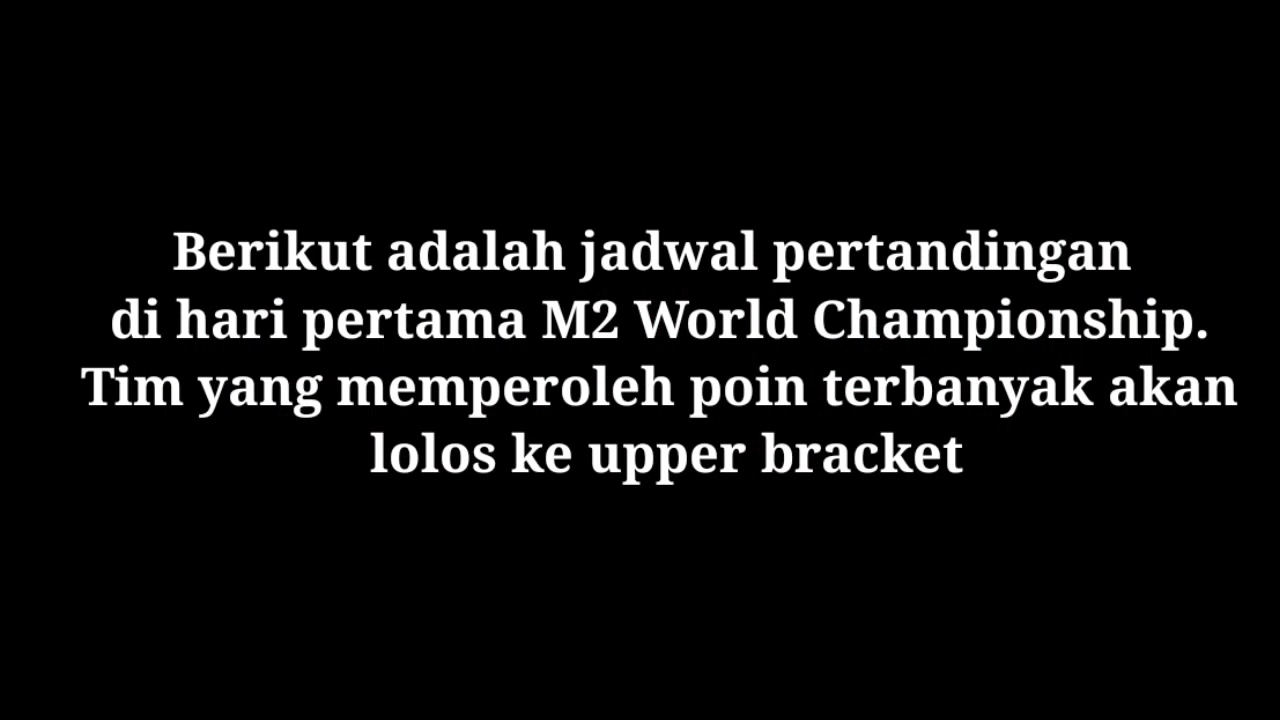 Berikut adalah jadwal pertandingan
di hari pertama M2 World Championship.
Tim yang memperoleh poin terbanyak akan
lolos ke upper bracket